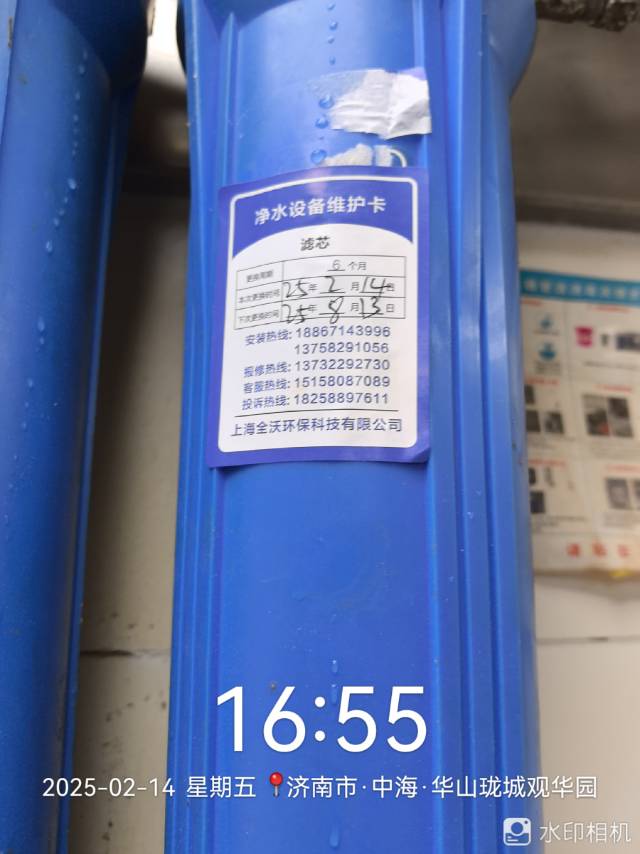 净水设备维护卡
滤芯
更换周期 6 个月
本次更换时间 25 年 2 月 14 日
下次更换时间 25 年 8 月 13 日
安装热线: 18867143996
13758291056
报修热线: 13732292730
客服热线: 15158087089
投诉热线: 18258897611
上海全沃环保科技有限公司
16:55
2025-02-14 星期五 济南市·中海·华山珑城观华园
水印相机